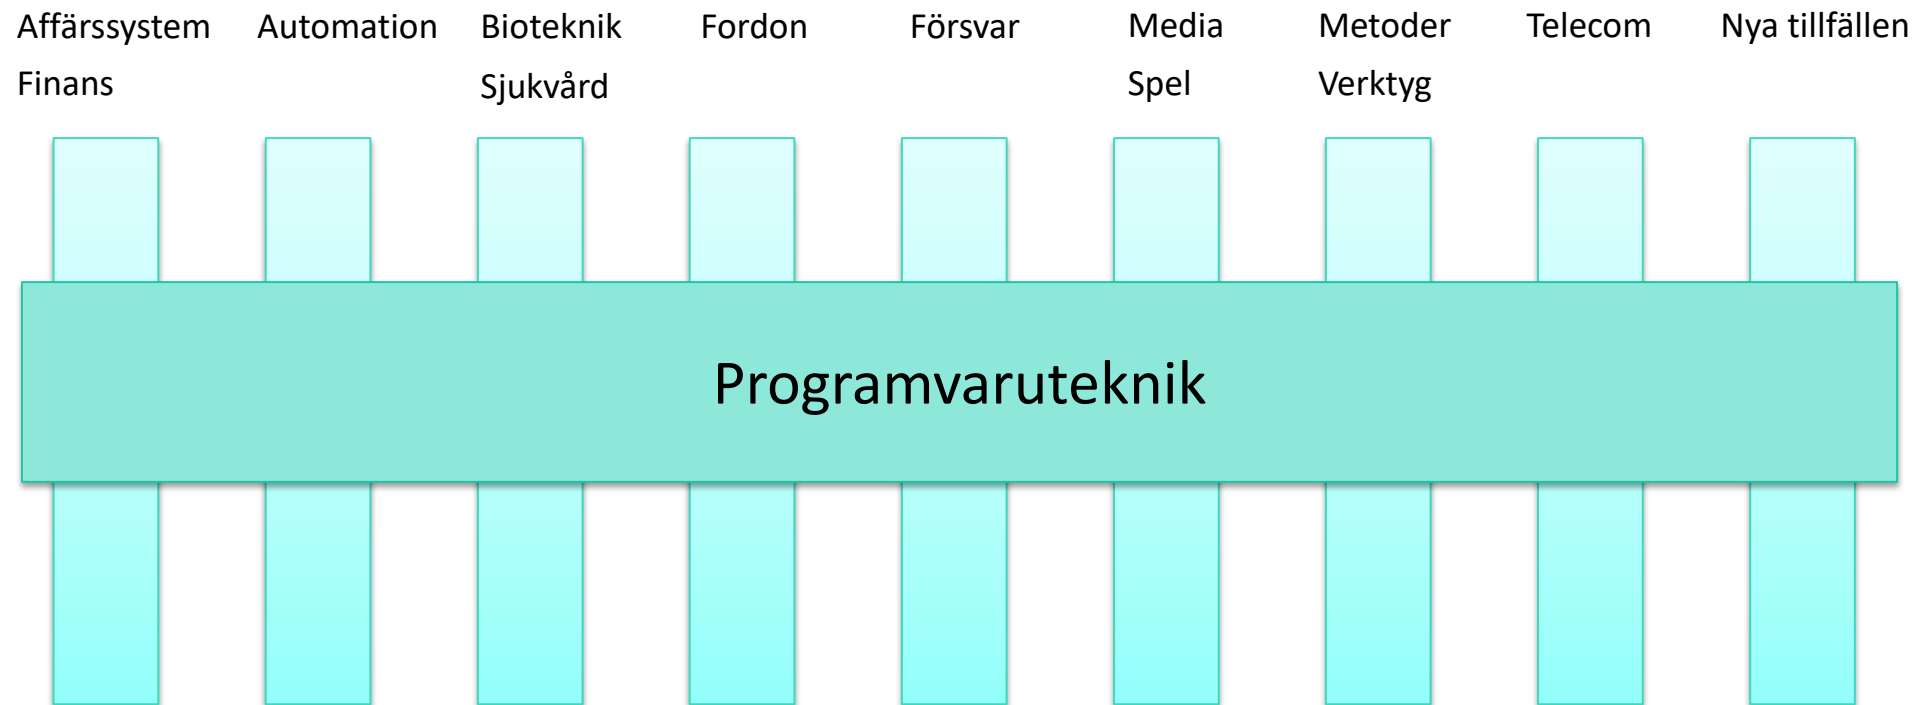 Affärssystem
Finans
Automation
Bioteknik
Sjukvård
Fordon
Försvar
Media
Spel
Metoder
Verktyg
Telecom
Nya tillfällen
Programvaruteknik